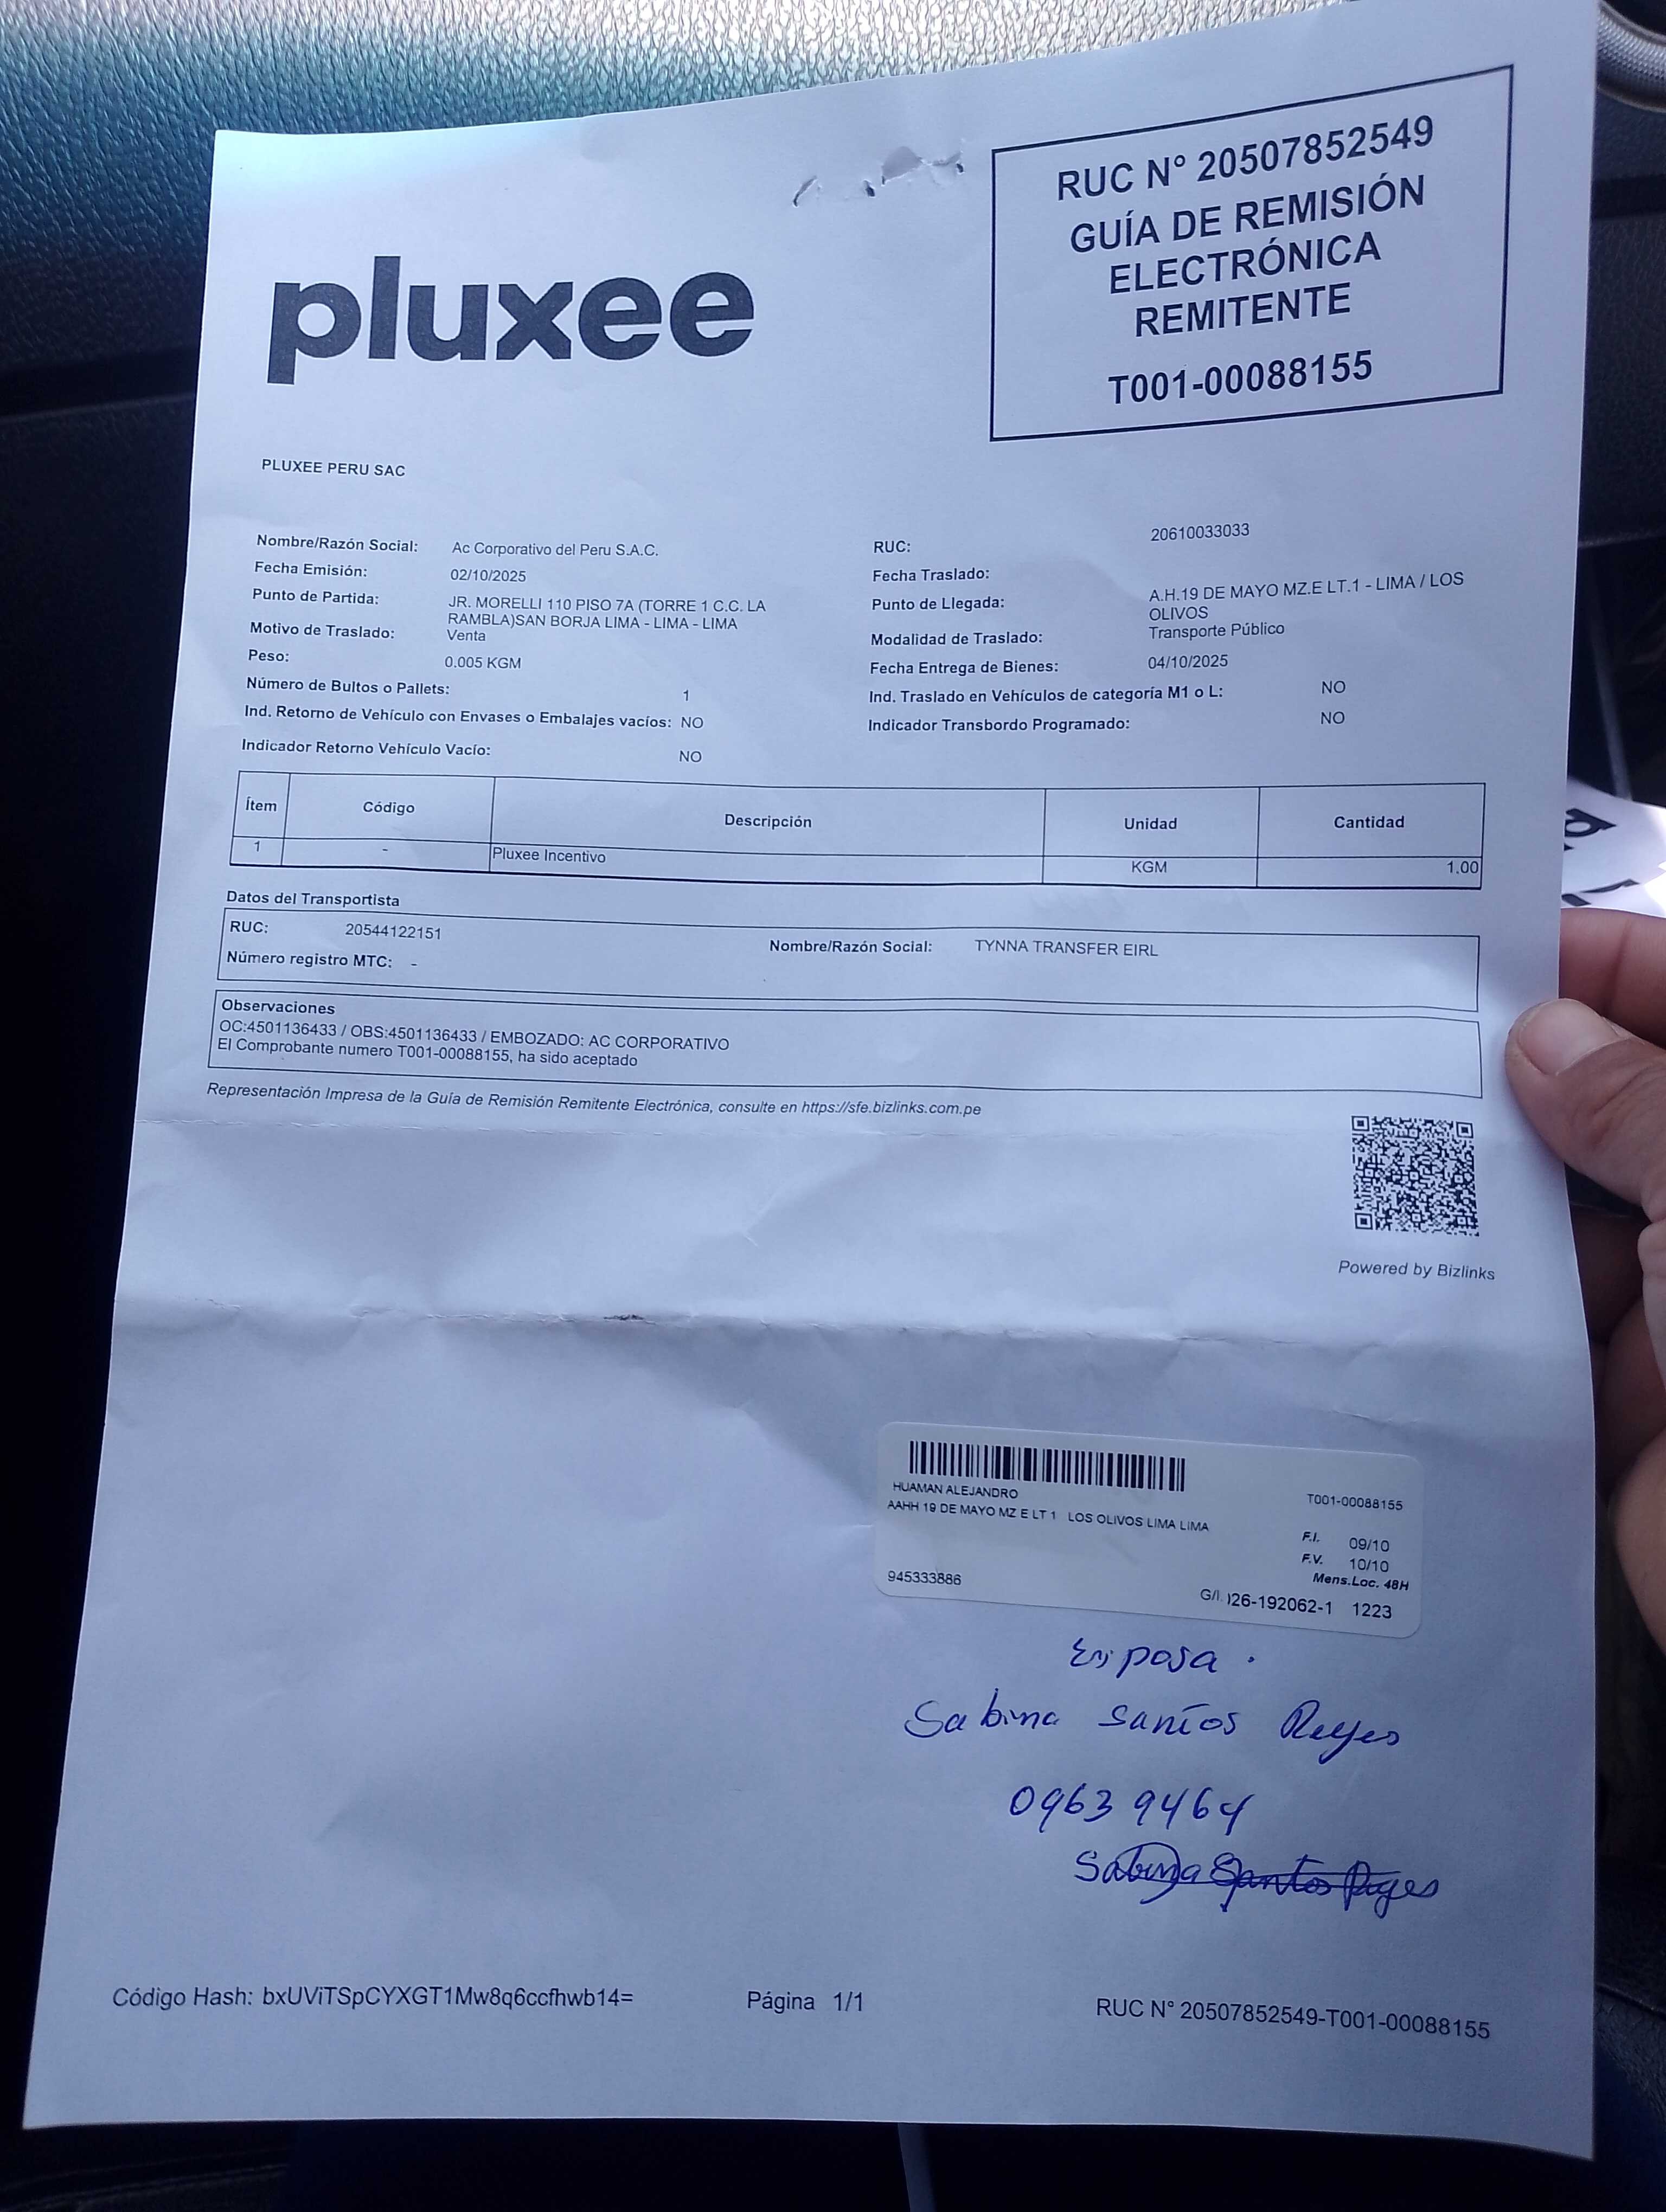 RUC N° 20507852549
GUÍA DE REMISIÓN
ELECTRÓNICA
REMITENTE
T001-00088155
pluxee
PLUXEE PERU SAC
Nombre/Razón Social: Ac Corporativo del Peru S.A.C.
RUC: 20610033033
Fecha Emisión: 02/10/2025
Fecha Traslado:
Punto de Partida: JR. MORELLI 110 PISO 7A (TORRE 1 C.C. LA
RAMBLA)SAN BORJA LIMA - LIMA - LIMA
Punto de Llegada: A.H.19 DE MAYO MZ.E LT.1 - LIMA / LOS
OLIVOS
Motivo de Traslado: Venta
Modalidad de Traslado: Transporte Público
Peso: 0.005 KGM
Fecha Entrega de Bienes: 04/10/2025
Número de Bultos o Pallets: 1
Ind. Traslado en Vehículos de categoría M1 o L: NO
Ind. Retorno de Vehículo con Envases o Embalajes vacíos: NO
Indicador Transbordo Programado: NO
Indicador Retorno Vehículo Vacío: NO
Ítem Código Descripción Unidad Cantidad
1 - Pluxee Incentivo KGM 1.00
Datos del Transportista
RUC: 20544122151 Nombre/Razón Social: TYNNA TRANSFER EIRL
Número registro MTC: -
Observaciones
OC:4501136433 / OBS:4501136433 / EMBOZADO: AC CORPORATIVO
El Comprobante numero T001-00088155, ha sido aceptado
Representación Impresa de la Guía de Remisión Remitente Electrónica, consulte en https://sfe.bizlinks.com.pe
Powered by Bizlinks
HUAMAN ALEJANDRO
T001-00088155
AAHH 19 DE MAYO MZ E LT 1 LOS OLIVOS LIMA LIMA
F.I. 09/10
F.V. 10/10
Mens.Loc. 48H
945333886
G/I. 026-192062-1 1223
Esposa.
Sabina Santos Reyes
09639464
Sabina Santos Reyes
Código Hash: bxUViTSpCYXGT1Mw8q6ccfhwb14=
Página 1/1
RUC N° 20507852549-T001-00088155